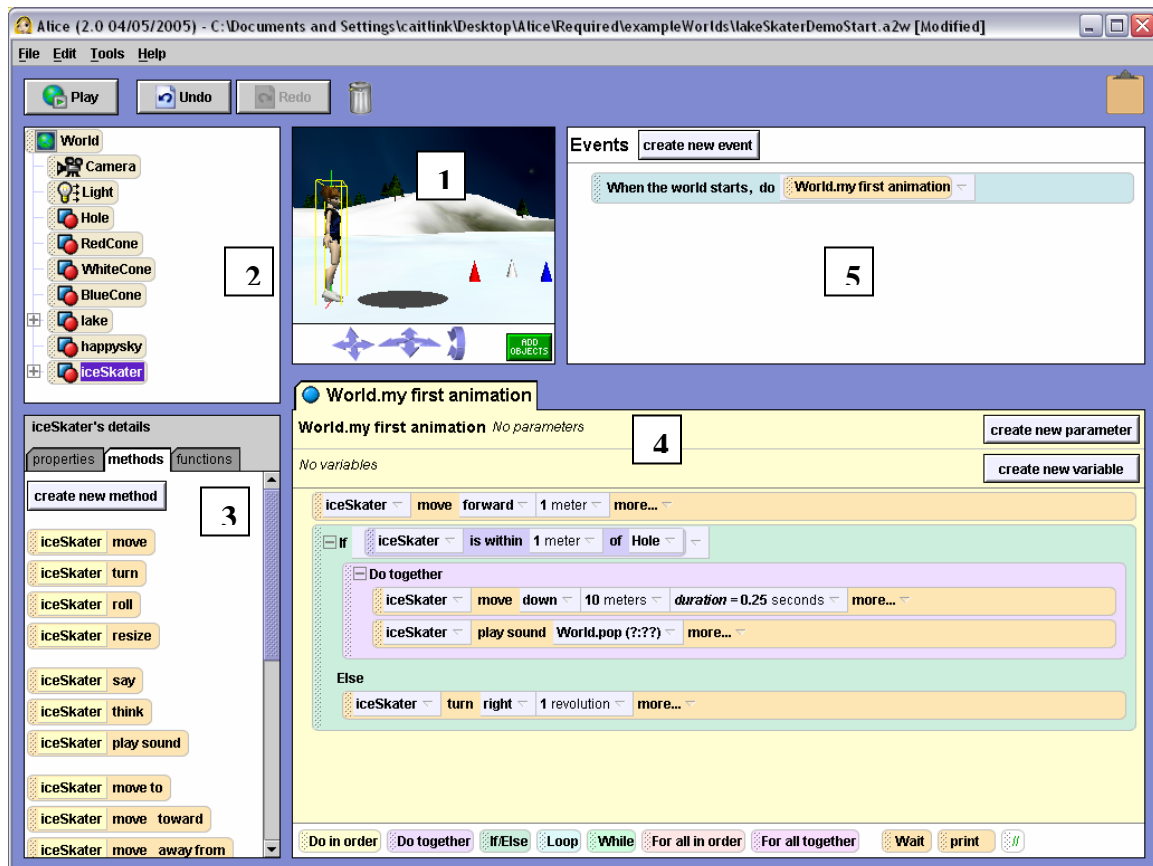 Alice (2.0 04/05/2005) - C:\Documents and Settings\caitlink\Desktop\Alice\Required\exampleWorlds\lakeSkaterDemoStart.a2w [Modified]
File Edit Tools Help
Play Undo Redo
World
Camera
Light
Hole
RedCone
WhiteCone
BlueCone
lake
happysky
iceSkater
2
1
ADD
OBJECTS
Events create new event
When the world starts, do World.my first animation
5
iceSkater's details
properties methods functions
create new method
3
iceSkater move
iceSkater turn
iceSkater roll
iceSkater resize
iceSkater say
iceSkater think
iceSkater play sound
iceSkater move to
iceSkater move toward
iceSkater move away from
World.my first animation
World.my first animation No parameters
4
create new parameter
No variables
create new variable
iceSkater move forward 1 meter more...
If iceSkater is within 1 meter of Hole
Do together
iceSkater move down 10 meters duration = 0.25 seconds more...
iceSkater play sound World.pop (?:??) more...
Else
iceSkater turn right 1 revolution more...
Do in order Do together If/Else Loop While For all in order For all together Wait print //